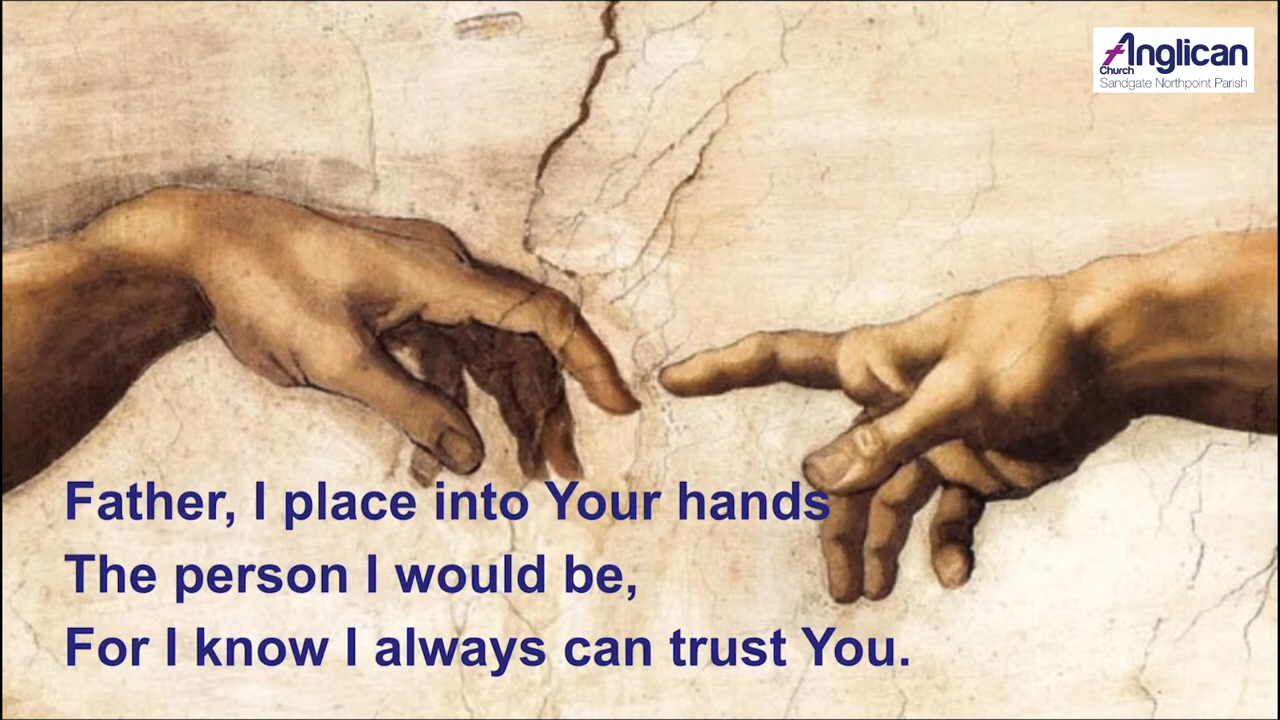 Anglican
Church
Sandgate Northpoint Parish
Father, I place into Your hands
The person I would be,
For I know I always can trust You.